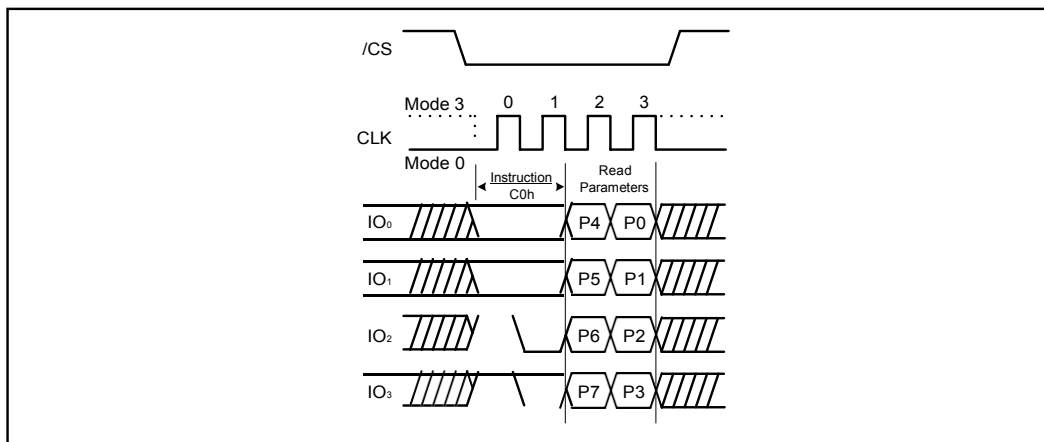 /CS
Mode 3 0 1 2 3
CLK
Mode 0
Instruction
C0h
Read
Parameters
IO₀ P4 P0
IO₁ P5 P1
IO₂ P6 P2
IO₃ P7 P3